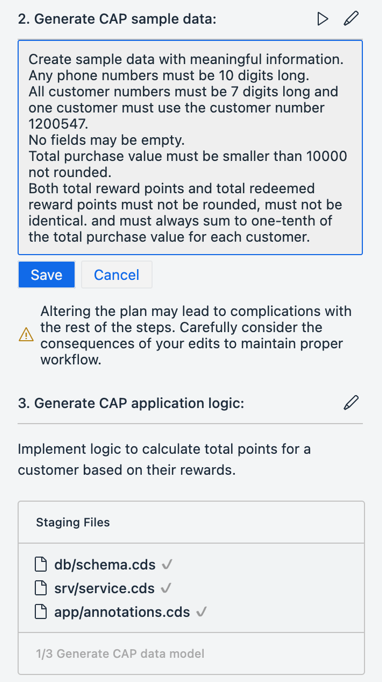 2. Generate CAP sample data:
Create sample data with meaningful information.
Any phone numbers must be 10 digits long.
All customer numbers must be 7 digits long and
one customer must use the customer number
1200547.
No fields may be empty.
Total purchase value must be smaller than 10000
not rounded.
Both total reward points and total redeemed
reward points must not be rounded, must not be
identical. and must always sum to one-tenth of
the total purchase value for each customer.
Save Cancel
Altering the plan may lead to complications with
the rest of the steps. Carefully consider the
consequences of your edits to maintain proper
workflow.
3. Generate CAP application logic:
Implement logic to calculate total points for a
customer based on their rewards.
Staging Files
db/schema.cds
srv/service.cds
app/annotations.cds
1/3 Generate CAP data model